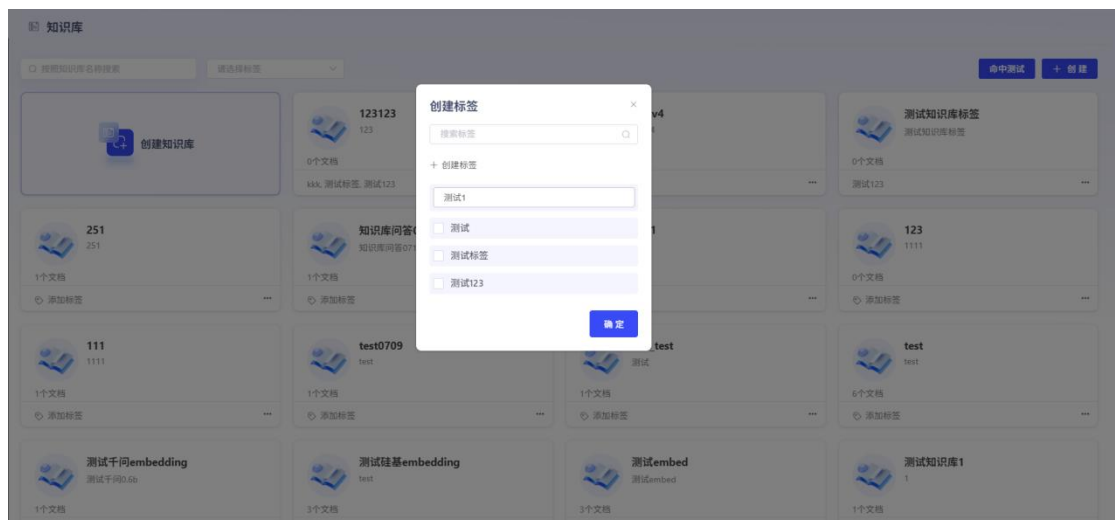 知识库
按照知识库名称搜索
请选择标签
命中测试
+ 创建
创建知识库
123123
123
0个文档
kkk, 测试标签, 测试123
v4
测试知识库标签
测试知识库标签
0个文档
测试123
创建标签
搜索标签
+ 创建标签
测试1
测试
测试标签
测试123
确定
251
251
1个文档
添加标签
知识库问答
知识库问答071
1个文档
添加标签
1
123
1111
0个文档
添加标签
111
1111
1个文档
添加标签
test0709
test
1个文档
添加标签
_test
测试
1个文档
添加标签
test
test
6个文档
添加标签
测试千问embedding
测试千问0.6b
1个文档
测试硅基embedding
test
3个文档
测试embed
测试embed
3个文档
测试知识库1
1
1个文档